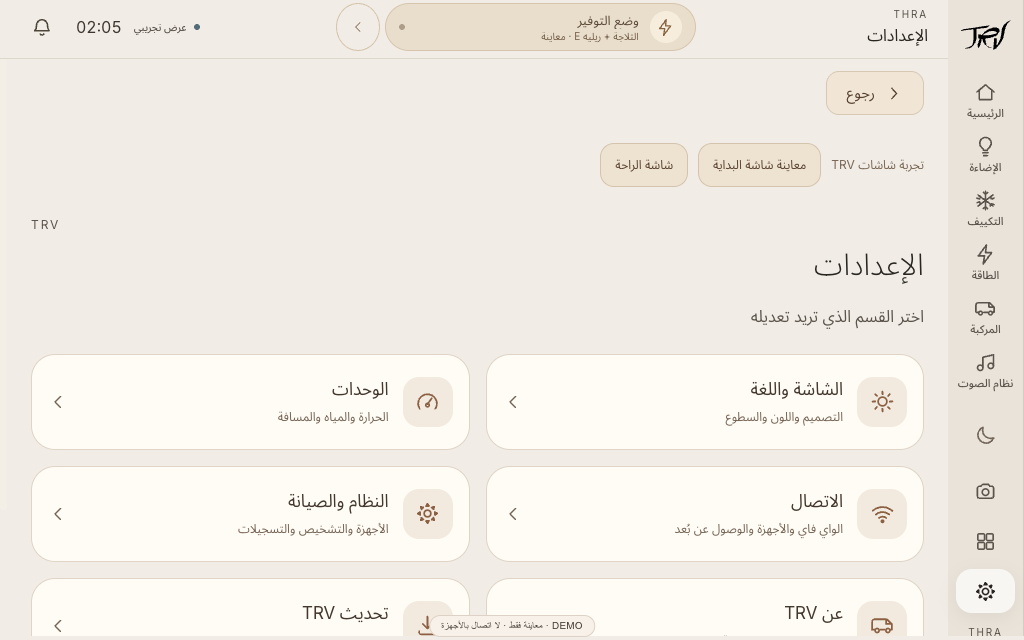 THRA
الإعدادات
وضع التوفير
الثلاجة + ريليه E · معاينة
عرض تجريبي
02:05
TRV
الرئيسية
الإضاءة
التكييف
الطاقة
المركبة
نظام الصوت
THRA
رجوع
تجربة شاشات TRV
معاينة شاشة البداية
شاشة الراحة
TRV
الإعدادات
اختر القسم الذي تريد تعديله
الشاشة واللغة
التصميم واللون والسطوع
الوحدات
الحرارة والمياه والمسافة
الاتصال
الواي فاي والأجهزة والوصول عن بُعد
النظام والصيانة
الأجهزة والتشخيص والتسجيلات
عن TRV
تحديث TRV
DEMO · معاينة فقط · لا اتصال بالأجهزة